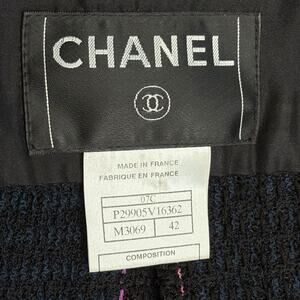 CHANEL
MADE IN FRANCE
FABRIQUE EN FRANCE
07C
P29905V16362
M3069 42
COMPOSITION